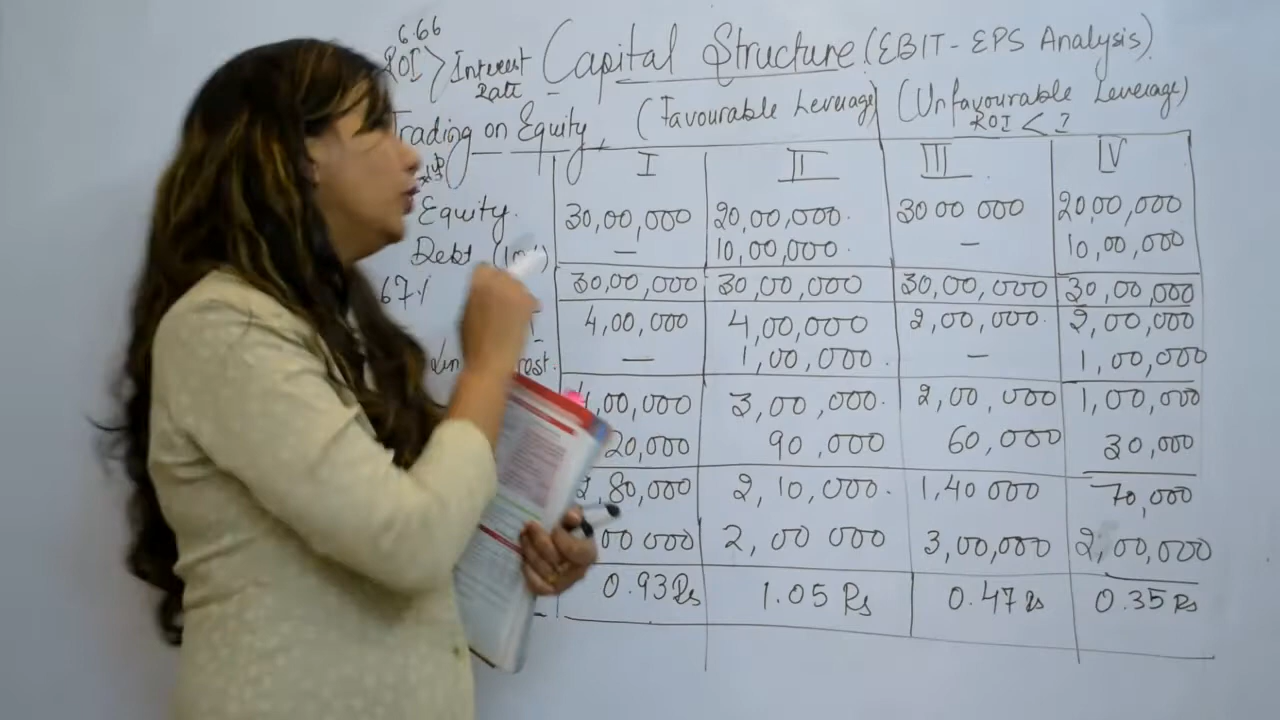 6.66
ROI > Interest Rate
Capital Structure (EBIT - EPS Analysis)
Trading on Equity, (Favourable Leverage) (Unfavourable Leverage)
ROI < I
I II III IV
Equity. 30,00,000 20,00,000. 30 00 000 20,00,000
Debt (10%) — 10,00,000. — 10,00,000
67% 30,00,000 30,00,000 30,00,000 30,00,000
4,00,000 4,00,000 2,00,000. 2,00,000
— 1,00,000. — 1,00,000
,00,000 3,00,000. 2,00,000 1,00,000
20,000 90,000 60,000 30,000
2,80,000 2,10,000. 1,40 000 70,000
00 000 2,00 000 3,00,000 2,00,000
0.93 Rs 1.05 Rs 0.47 Rs 0.35 Rs